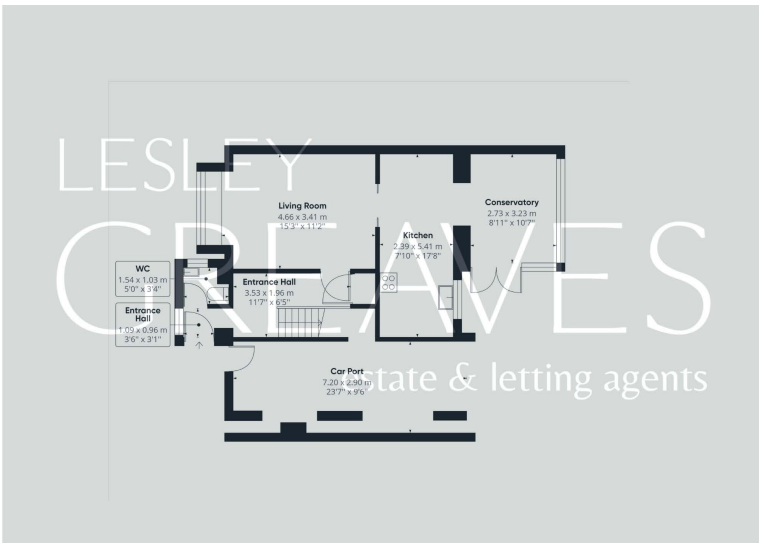 LESLEY
GREAVES
estate & letting agents
Living Room
4.66 x 3.41 m
15'3" x 11'2"
Conservatory
2.73 x 3.23 m
8'11" x 10'7"
Kitchen
2.39 x 5.41 m
7'10" x 17'8"
WC
1.54 x 1.03 m
5'0" x 3'4"
Entrance Hall
3.53 x 1.96 m
11'7" x 6'5"
Entrance
Hall
1.09 x 0.96 m
3'6" x 3'1"
Car Port
7.20 x 2.90 m
23'7" x 9'6"